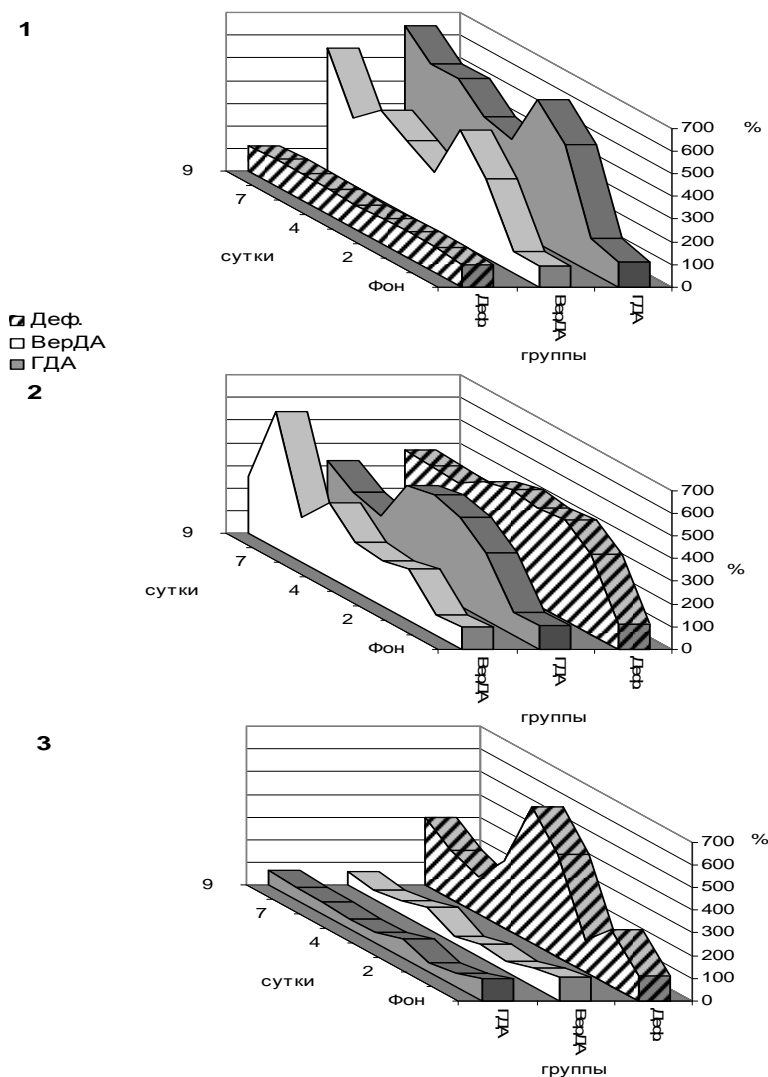 1
700
%
600
500
400
300
200
100
0
9
7
4
2
Фон
сутки
Деф
ВерДА
ГДА
группы
Деф.
ВерДА
ГДА
2
700
600
500
400
%
300
200
100
0
9
7
4
2
Фон
сутки
ВерДА
ГДА
Деф
группы
3
700
%
600
500
400
300
200
100
0
9
7
4
2
Фон
сутки
ГДА
ВерДА
Деф
группы